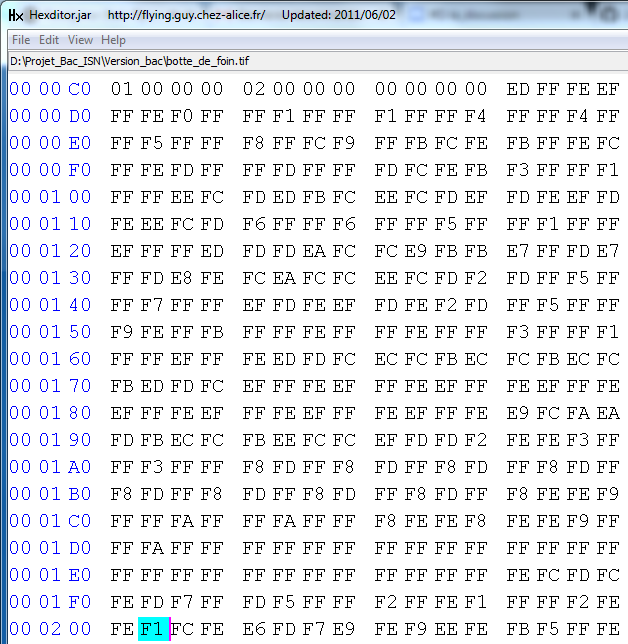 Hx Hexditor.jar http://flying.guy.chez-alice.fr/ Updated: 2011/06/02
File Edit View Help
D:\Projet_Bac_ISN\Version_bac\botte_de_foin.tif
00 00 C0 01 00 00 00 02 00 00 00 00 00 00 00 ED FF FE EF
00 00 D0 FF FE F0 FF FF F1 FF FF F1 FF FF F4 FF FF F4 FF
00 00 E0 FF F5 FF FF F8 FF FC F9 FF FB FC FE FB FF FE FC
00 00 F0 FF FE FD FF FF FD FF FF FD FC FE FB F3 FF FF F1
00 01 00 FF FF EE FC FD ED FB FC EE FC FD EF FD FE EF FD
00 01 10 FE EE FC FD F6 FF FF F6 FF FF F5 FF FF F1 FF FF
00 01 20 EF FF FF ED FD FD EA FC FC E9 FB FB E7 FF FD E7
00 01 30 FF FD E8 FE FC EA FC FC EE FC FD F2 FD FF F5 FF
00 01 40 FF F7 FF FF EF FD FE EF FD FE F2 FD FF F5 FF FF
00 01 50 F9 FE FF FB FF FF FE FF FF FE FF FF F3 FF FF F1
00 01 60 FF FF EF FF FE ED FD FC EC FC FB EC FC FB EC FC
00 01 70 FB ED FD FC EF FF FE EF FF FE EF FF FE EF FF FE
00 01 80 EF FF FE EF FF FE EF FF FE EF FF FE E9 FC FA EA
00 01 90 FD FB EC FC FB EE FC FC EF FD FD F2 FE FE F3 FF
00 01 A0 FF F3 FF FF F8 FD FF F8 FD FF F8 FD FF F8 FD FF
00 01 B0 F8 FD FF F8 FD FF F8 FD FF F8 FD FF F8 FE FE F9
00 01 C0 FF FF FA FF FF FA FF FF F8 FE FE F8 FE FE F9 FF
00 01 D0 FF FA FF FF FF FF FF FF FF FF FF FF FF FF FF FF
00 01 E0 FF FF FF FF FF FF FF FF FF FF FF FF FE FC FD FC
00 01 F0 FE FD F7 FF FD F5 FF FF F2 FF FE F1 FF FF F2 FE
00 02 00 FE F1 FC FE E6 FD F7 E9 FE F9 EE FE FB F5 FF FE